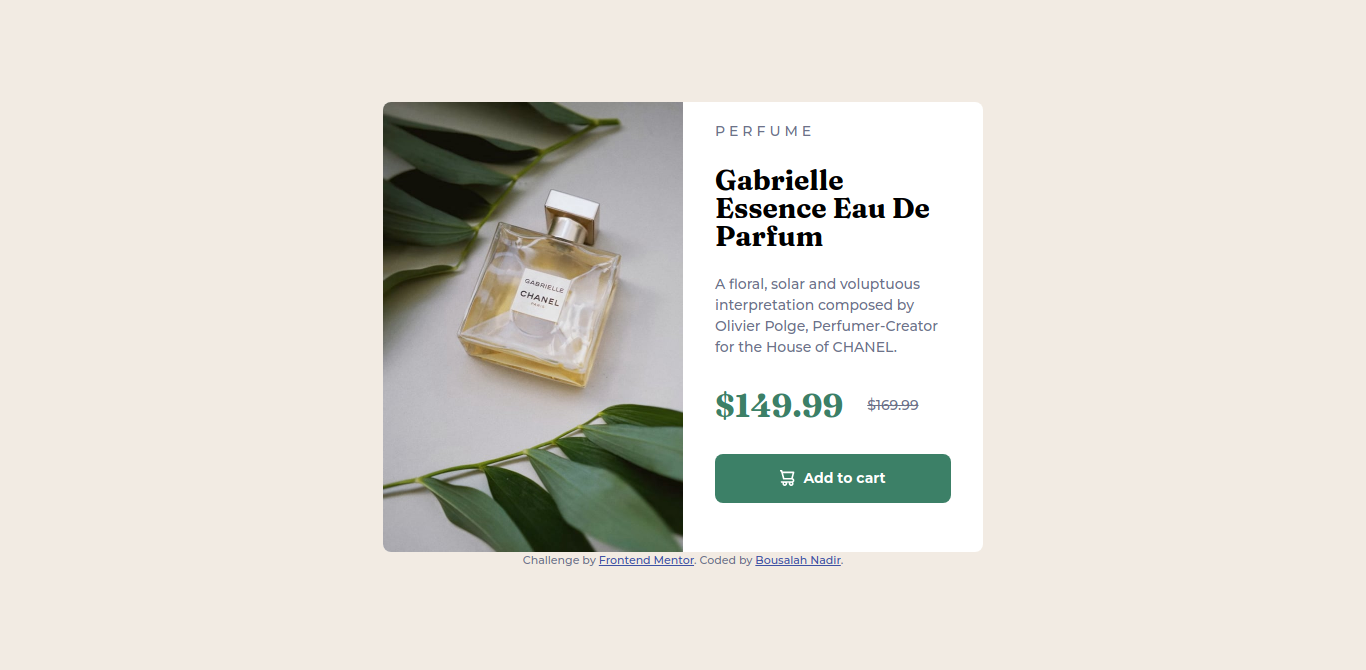 PERFUME
Gabrielle
Essence Eau De
Parfum
A floral, solar and voluptuous
interpretation composed by
Olivier Polge, Perfumer-Creator
for the House of CHANEL.
$149.99 $169.99
Add to cart
GABRIELLE
CHANEL
PARIS
Challenge by Frontend Mentor. Coded by Bousalah Nadir.